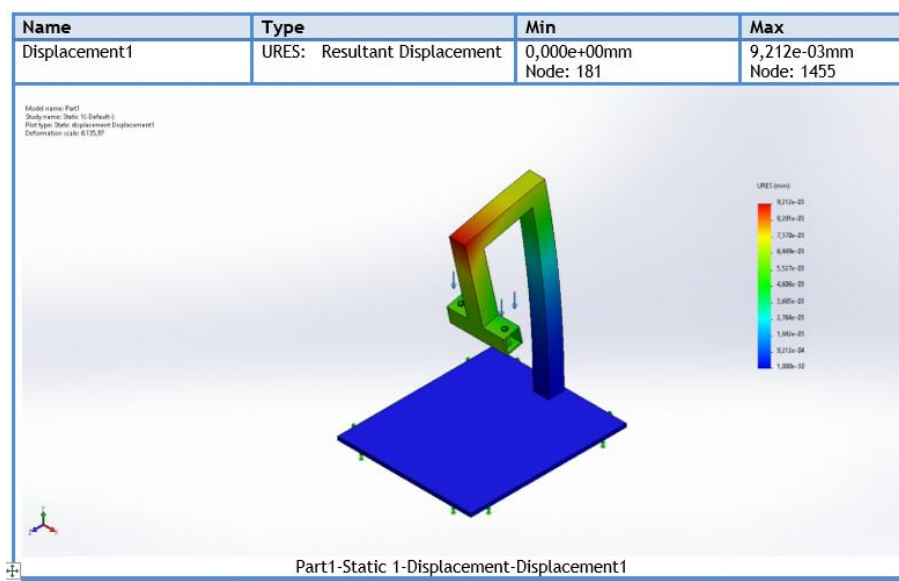 Name Type Min Max
Displacement1 URES: Resultant Displacement 0,000e+00mm 9,212e-03mm
Node: 181 Node: 1455
Model name: Part1
Study name: Static 1(-Default-)
Plot type: Static displacement Displacement1
Deformation scale: 6.135,97
URES (mm)
9,212e-03
8,291e-03
7,370e-03
6,449e-03
5,527e-03
4,606e-03
3,685e-03
2,764e-03
1,842e-03
9,212e-04
1,000e-30
Part1-Static 1-Displacement-Displacement1